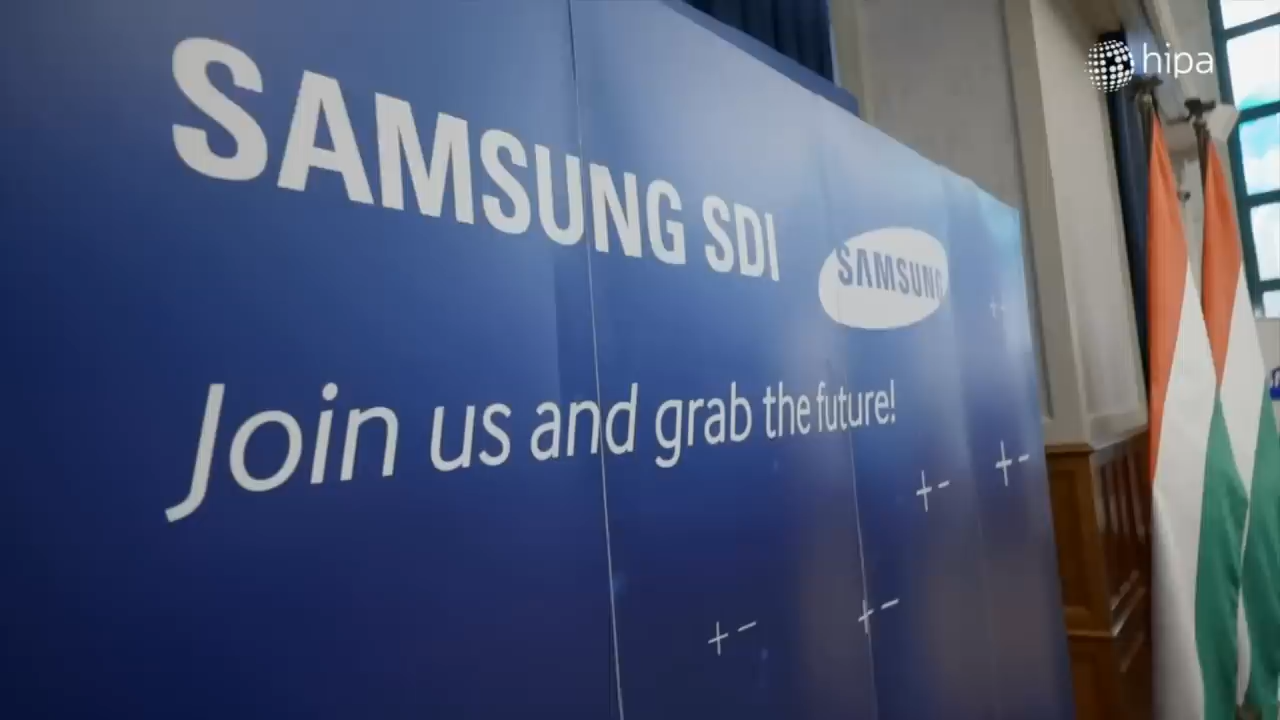 hipa
SAMSUNG SDI
SAMSUNG
Join us and grab the future!
+ -
+ -
+ -
+ -
+ -